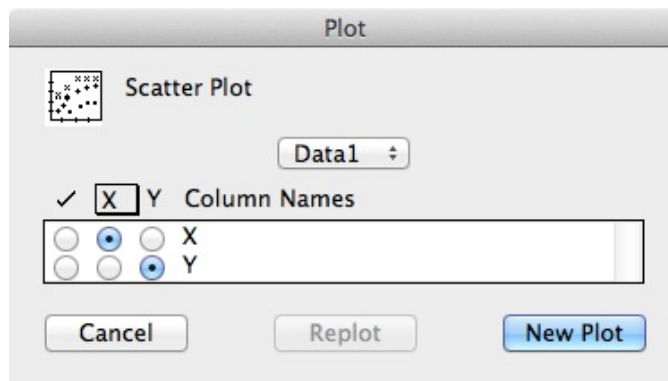 Plot
Scatter Plot
Data1
✓ X Y Column Names
X
Y
Cancel Replot New Plot